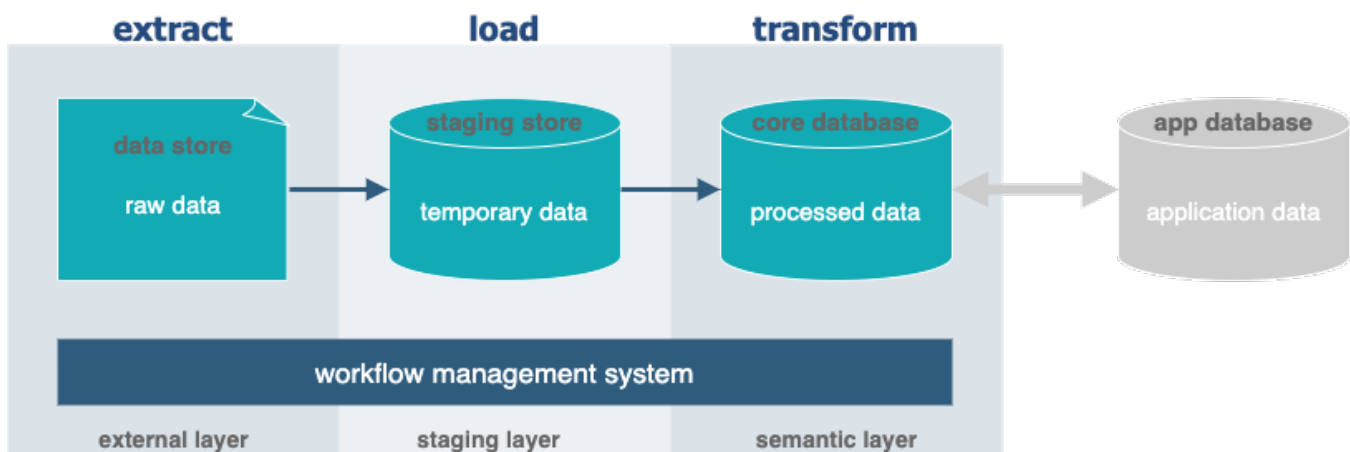 extract
load
transform
data store
raw data
staging store
temporary data
core database
processed data
app database
application data
workflow management system
external layer
staging layer
semantic layer